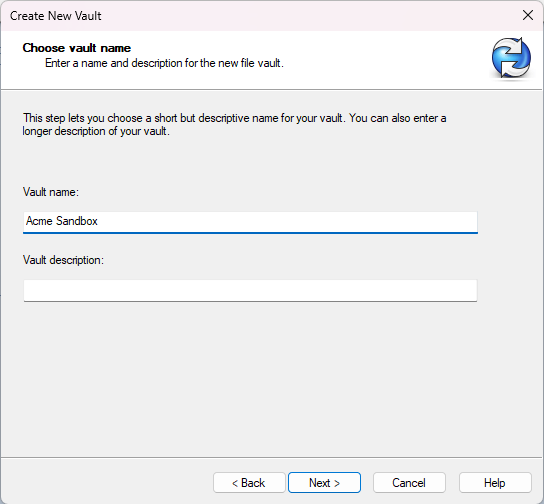 Create New Vault
Choose vault name
Enter a name and description for the new file vault.
This step lets you choose a short but descriptive name for your vault. You can also enter a
longer description of your vault.
Vault name:
Acme Sandbox
Vault description:
< Back
Next >
Cancel
Help